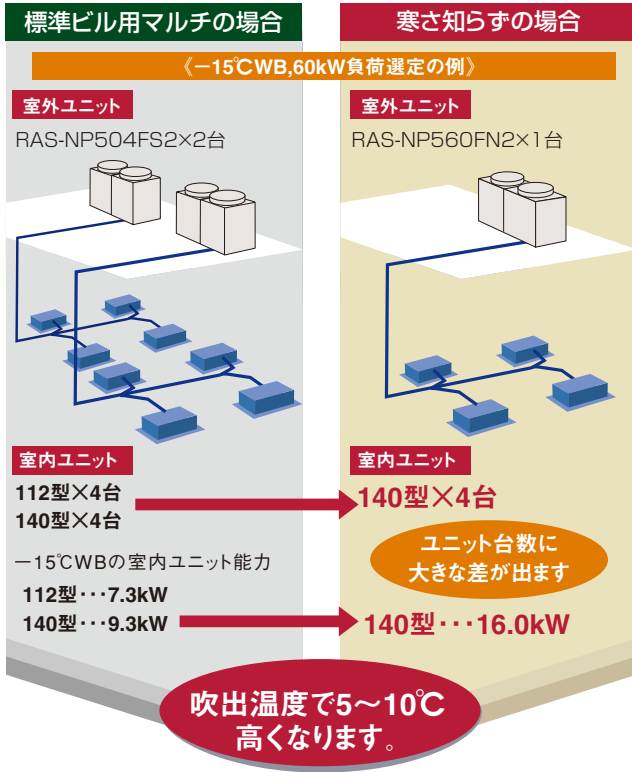 標準ビル用マルチの場合
寒さ知らずの場合
《−15℃WB,60kW負荷選定の例》
室外ユニット
RAS-NP504FS2×2台
室外ユニット
RAS-NP560FN2×1台
室内ユニット
112型×4台
140型×4台
室内ユニット
140型×4台
ユニット台数に
大きな差が出ます
−15℃WBの室内ユニット能力
112型･･･7.3kW
140型･･･9.3kW
140型･･･16.0kW
吹出温度で5〜10℃
高くなります。